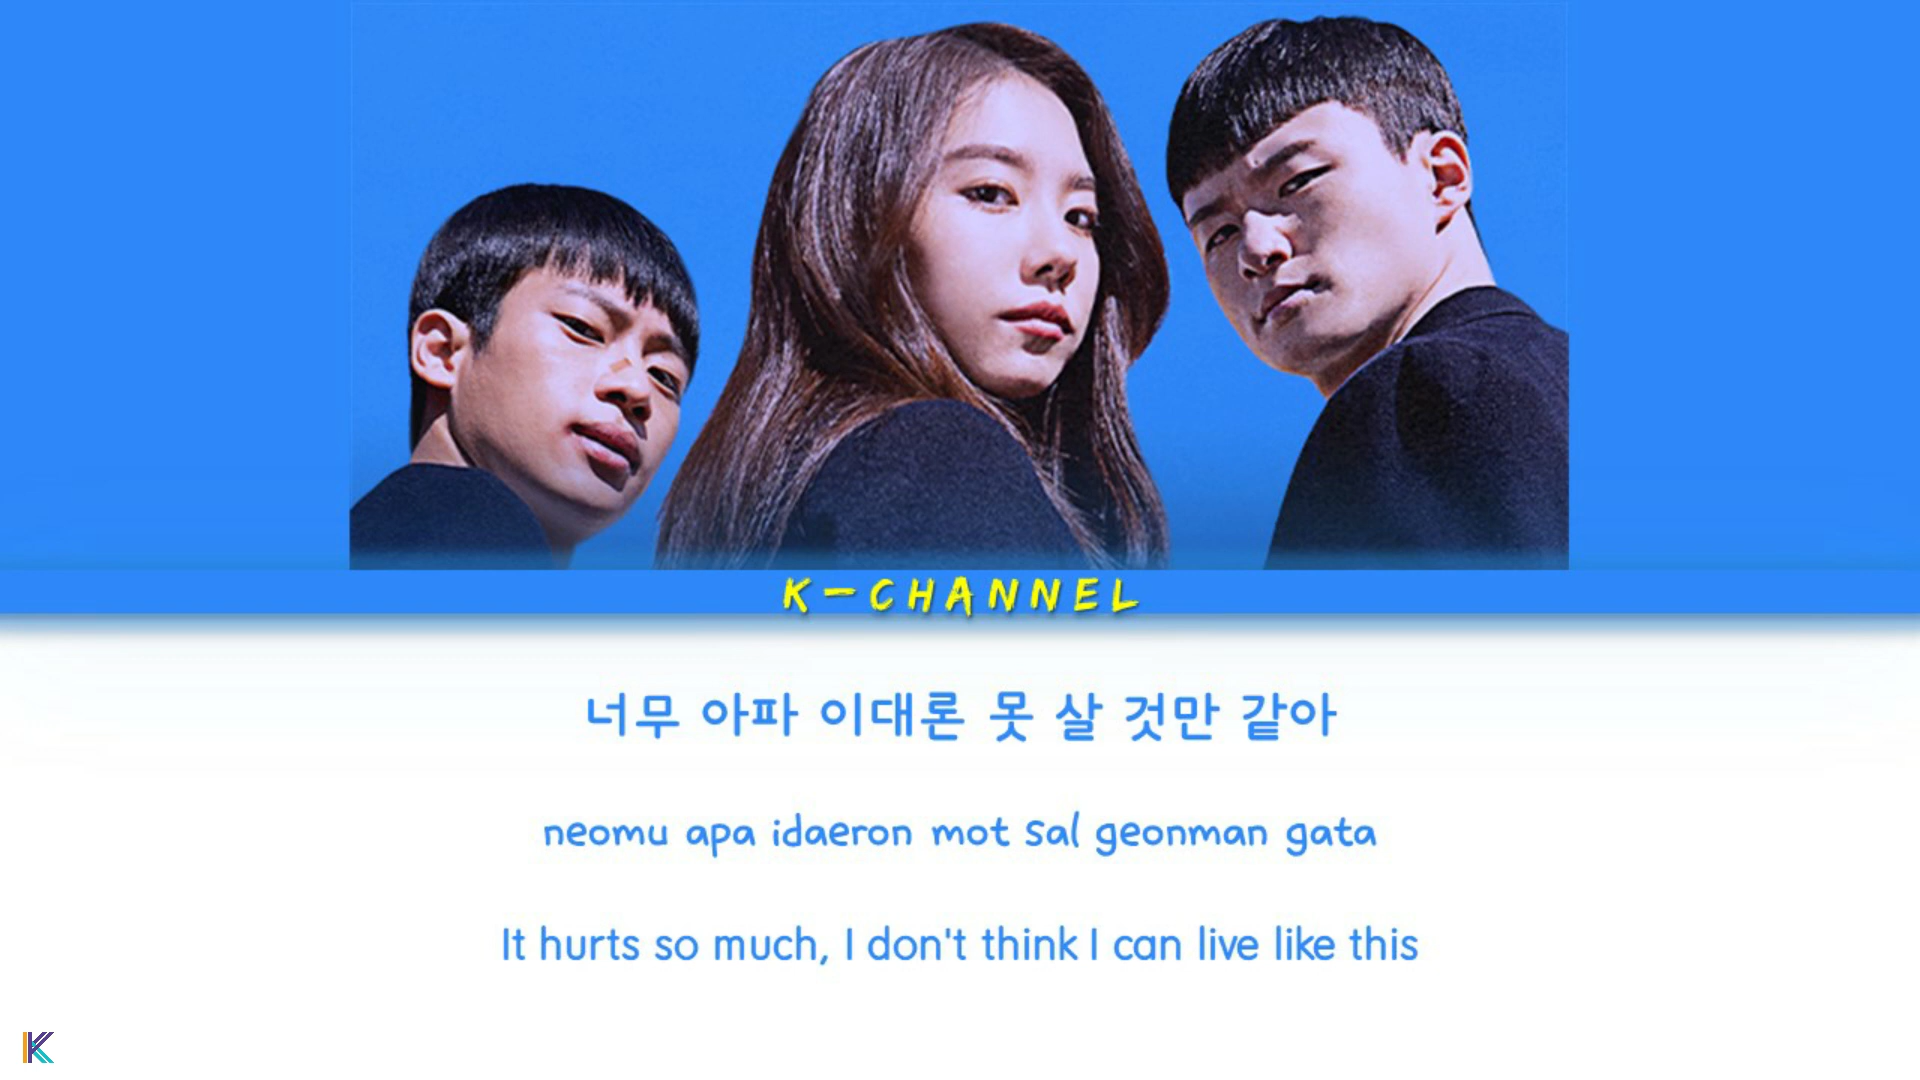 K-CHANNEL
너무 아파 이대론 못 살 것만 같아
neomu apa idaeron mot sal geonman gata
It hurts so much, I don't think I can live like this
K